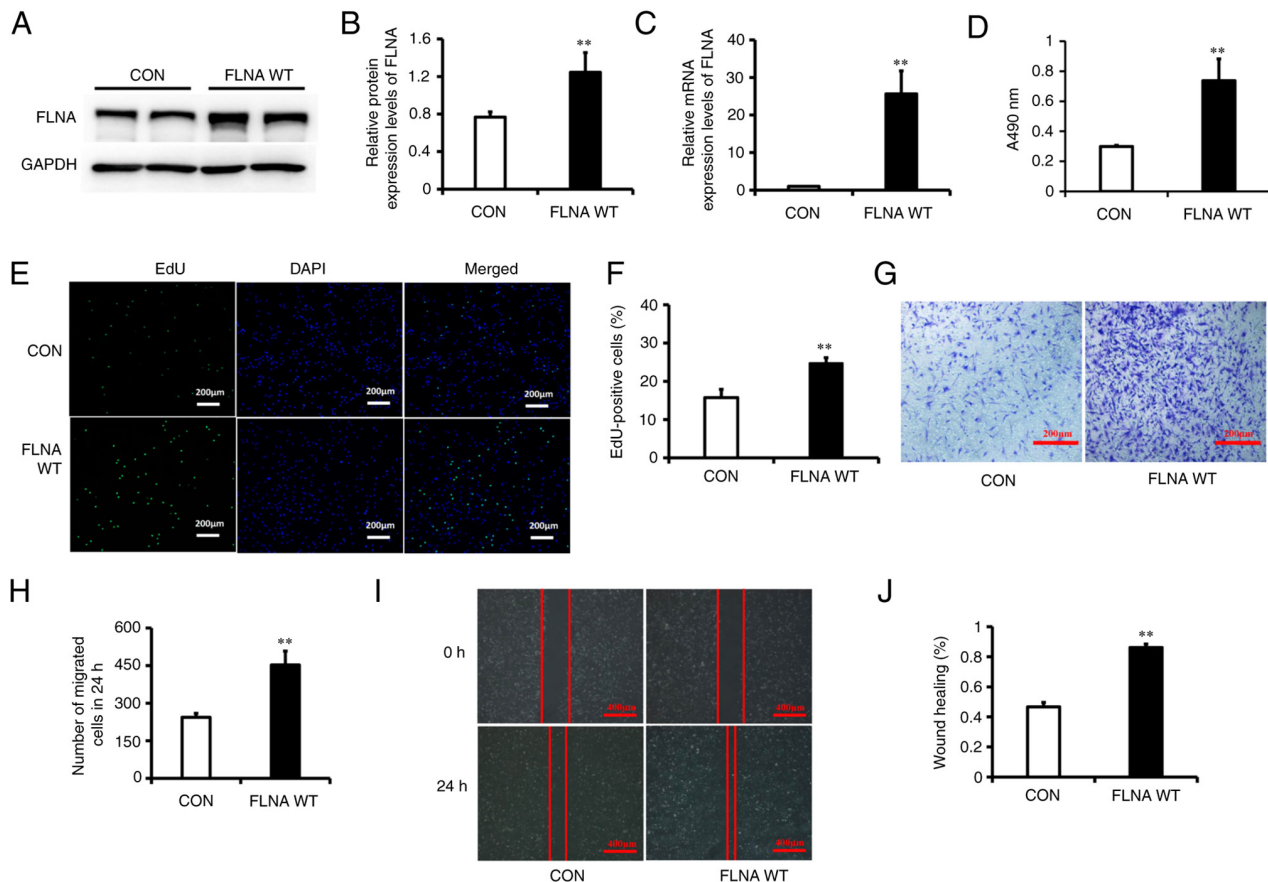 A
CON
FLNA WT
FLNA
GAPDH
B
Relative protein
expression levels of FLNA
1.6
1.2
0.8
0.4
0
**
CON
FLNA WT
C
Relative mRNA
expression levels of FLNA
40
30
20
10
0
**
CON
FLNA WT
D
A490 nm
1
0.8
0.6
0.4
0.2
0
**
CON
FLNA WT
E
EdU
DAPI
Merged
CON
200μm
200μm
200μm
FLNA
WT
200μm
200μm
200μm
F
EdU-positive cells (%)
40
30
20
10
0
**
CON
FLNA WT
G
200μm
200μm
CON
FLNA WT
H
Number of migrated
cells in 24 h
600
450
300
150
0
**
CON
FLNA WT
I
0 h
400μm
400μm
24 h
400μm
400μm
CON
FLNA WT
J
Wound healing (%)
1
0.8
0.6
0.4
0.2
0
**
CON
FLNA WT